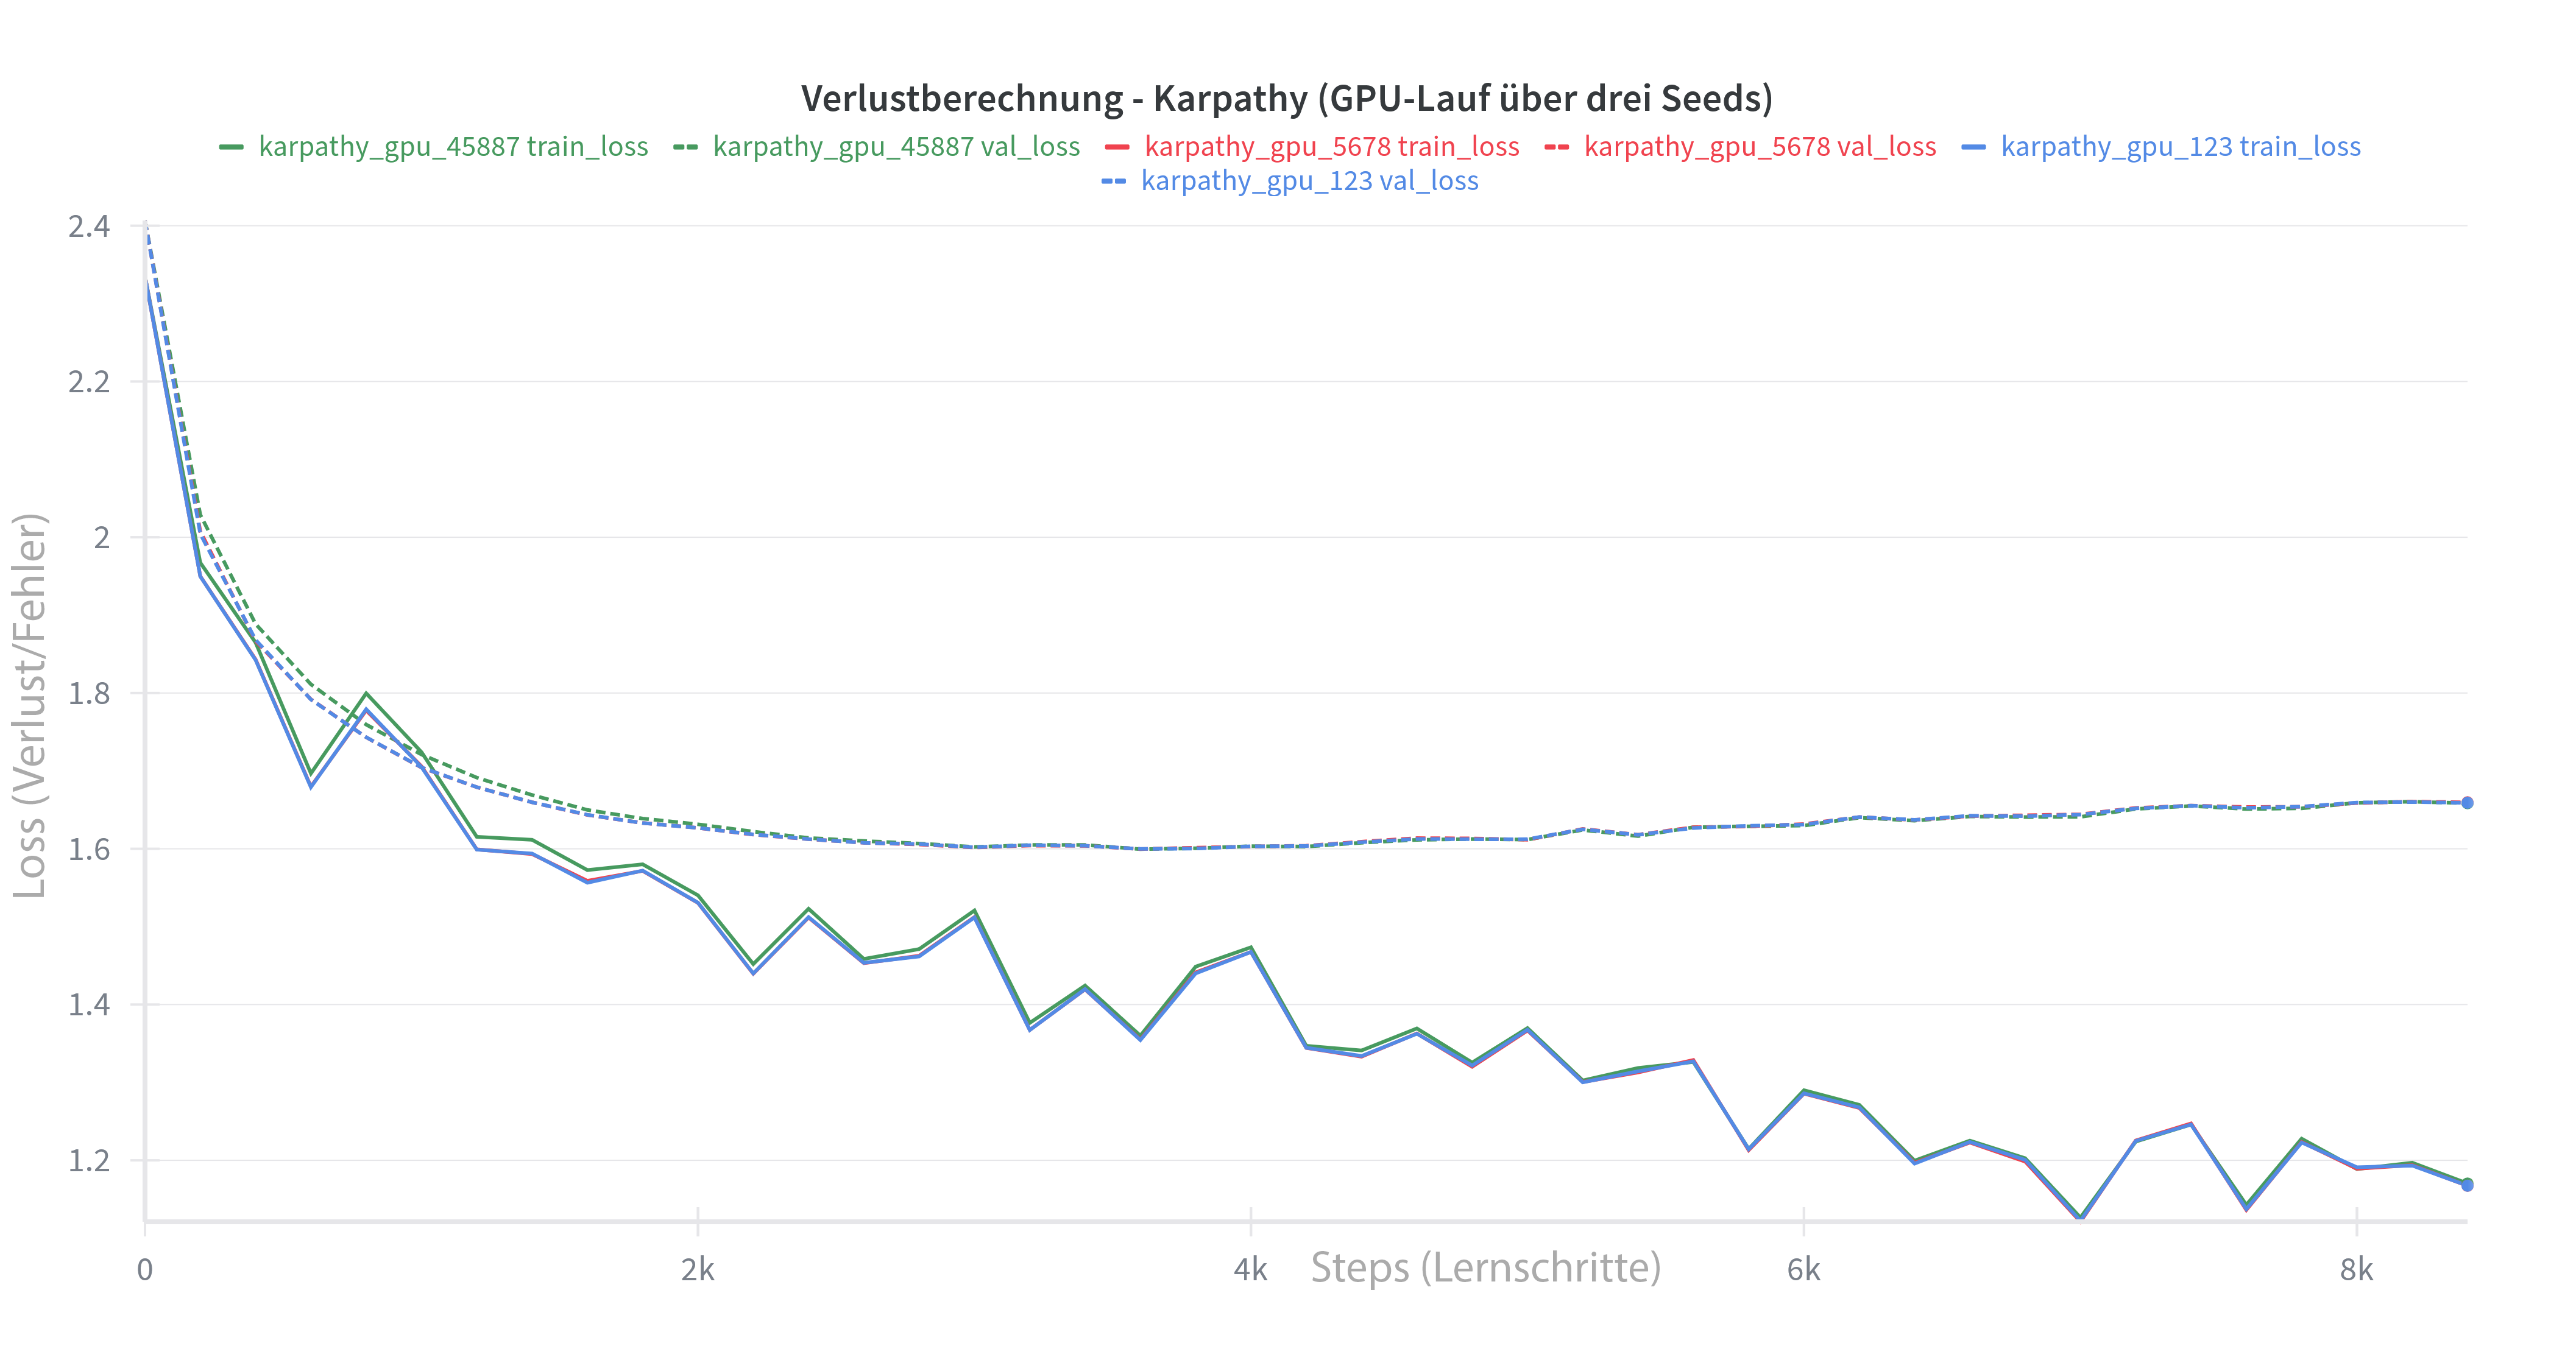 Verlustberechnung - Karpathy (GPU-Lauf über drei Seeds)
karpathy_gpu_45887 train_loss karpathy_gpu_45887 val_loss karpathy_gpu_5678 train_loss karpathy_gpu_5678 val_loss karpathy_gpu_123 train_loss
karpathy_gpu_123 val_loss
2.4
2.2
2
1.8
1.6
1.4
1.2
Loss (Verlust/Fehler)
0 2k 4k 6k 8k
Steps (Lernschritte)